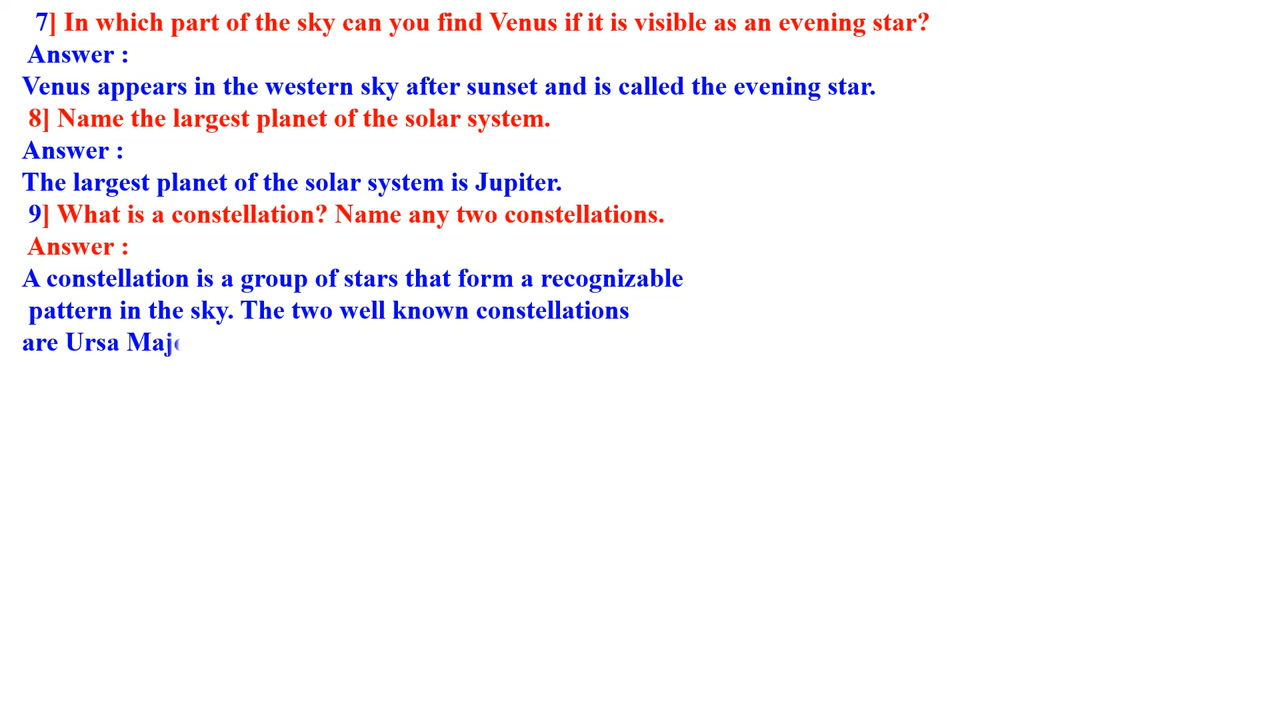 7] In which part of the sky can you find Venus if it is visible as an evening star?
Answer :
Venus appears in the western sky after sunset and is called the evening star.
8] Name the largest planet of the solar system.
Answer :
The largest planet of the solar system is Jupiter.
9] What is a constellation? Name any two constellations.
Answer :
A constellation is a group of stars that form a recognizable
pattern in the sky. The two well known constellations
are Ursa Maj